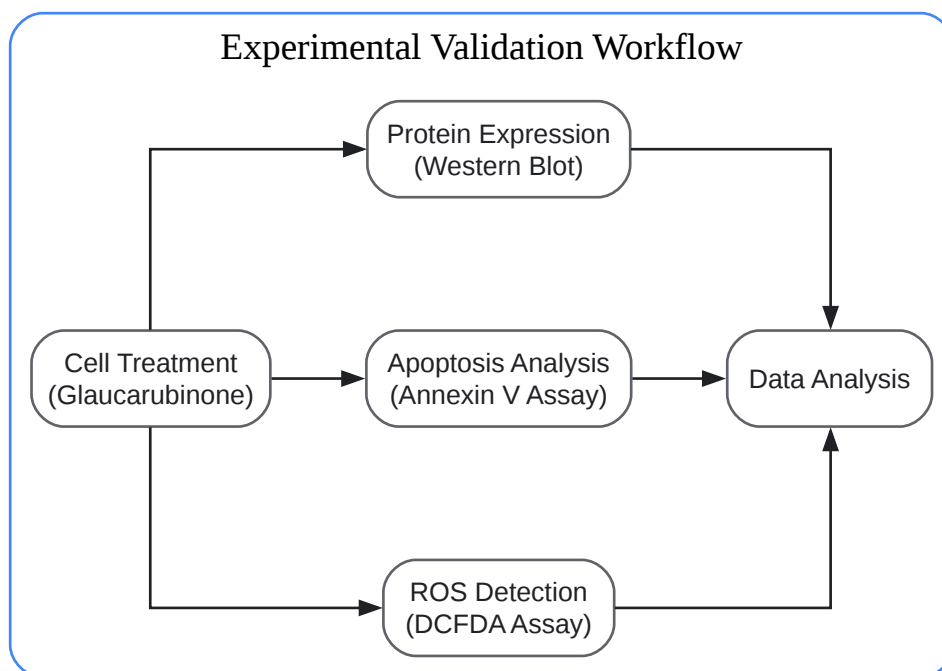 Experimental Validation Workflow
Protein Expression
(Western Blot)
Cell Treatment
(Glaucarubinone)
Apoptosis Analysis
(Annexin V Assay)
Data Analysis
ROS Detection
(DCFDA Assay)